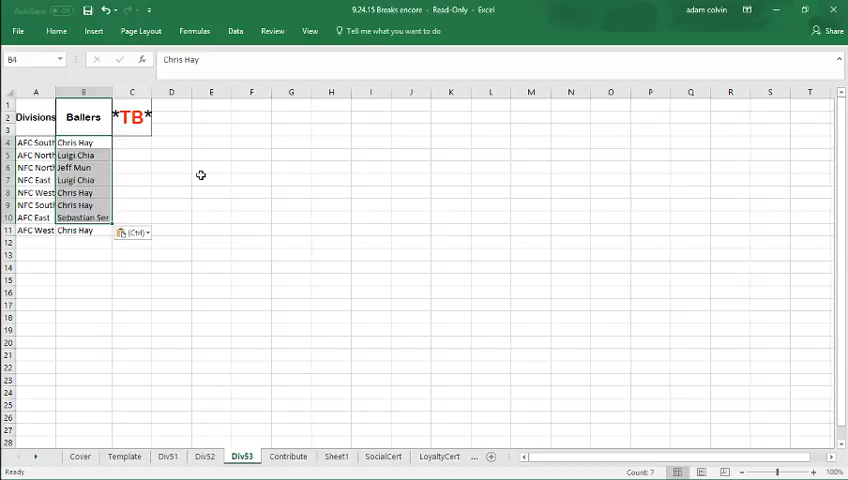 AutoSave Off 9.24.15 Breaks encore - Read-Only - Excel adam colvin
File Home Insert Page Layout Formulas Data Review View Tell me what you want to do Share
B4 fx Chris Hay
A B C D E F G H I J K L M N O P Q R S T
1
2 Divisions Ballers *TB*
3
4 AFC South Chris Hay
5 AFC North Luigi Chia
6 NFC North Jeff Mun
7 NFC East Luigi Chia
8 NFC West Chris Hay
9 NFC South Chris Hay
10 AFC East Sebastian Ser
11 AFC West Chris Hay
(Ctrl)
12
13
14
15
16
17
18
19
20
21
22
23
24
25
26
27
28
Cover Template DivS1 DivS2 DivS3 Contribute Sheet1 SocialCert LoyaltyCert ...
Ready Count: 7 100%